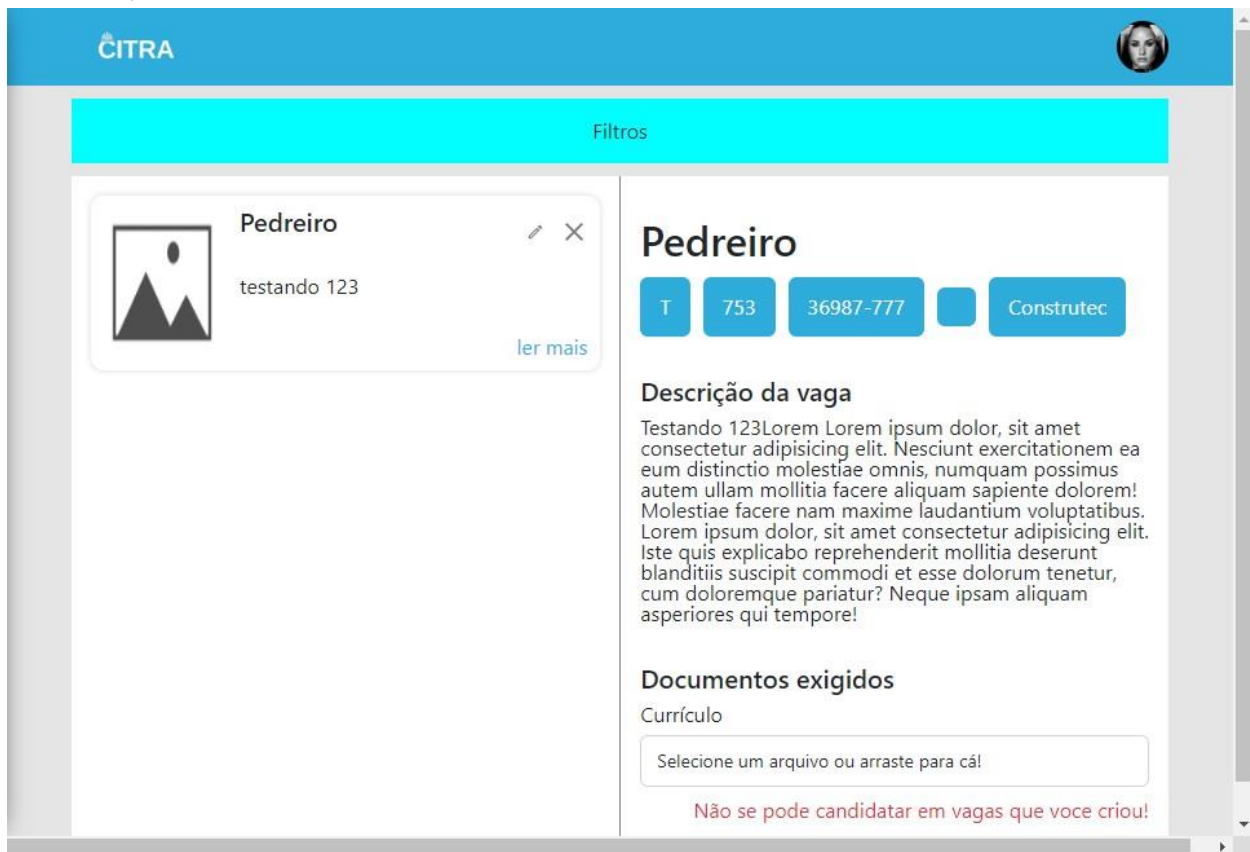 CITRA
Filtros
Pedreiro
testando 123
ler mais
Pedreiro
T 753 36987-777 Construtec
Descrição da vaga
Testando 123Lorem Lorem ipsum dolor, sit amet
consectetur adipisicing elit. Nesciunt exercitationem ea
eum distinctio molestiae omnis, numquam possimus
autem ullam mollitia facere aliquam sapiente dolorem!
Molestiae facere nam maxime laudantium voluptatibus.
Lorem ipsum dolor, sit amet consectetur adipisicing elit.
Iste quis explicabo reprehenderit mollitia deserunt
blanditiis suscipit commodi et esse dolorum tenetur,
cum doloremque pariatur? Neque ipsam aliquam
asperiores qui tempore!
Documentos exigidos
Currículo
Selecione um arquivo ou arraste para cá!
Não se pode candidatar em vagas que voce criou!